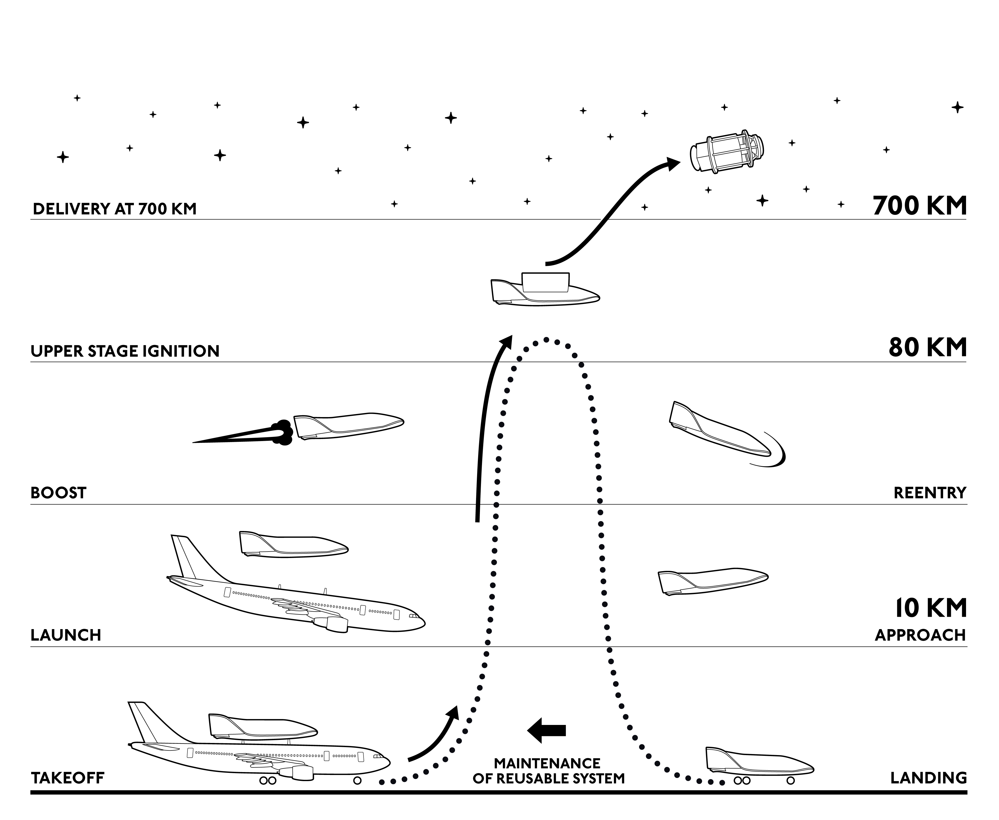 DELIVERY AT 700 KM
700 KM
UPPER STAGE IGNITION
80 KM
BOOST
REENTRY
10 KM
LAUNCH
APPROACH
MAINTENANCE
OF REUSABLE SYSTEM
TAKEOFF
LANDING